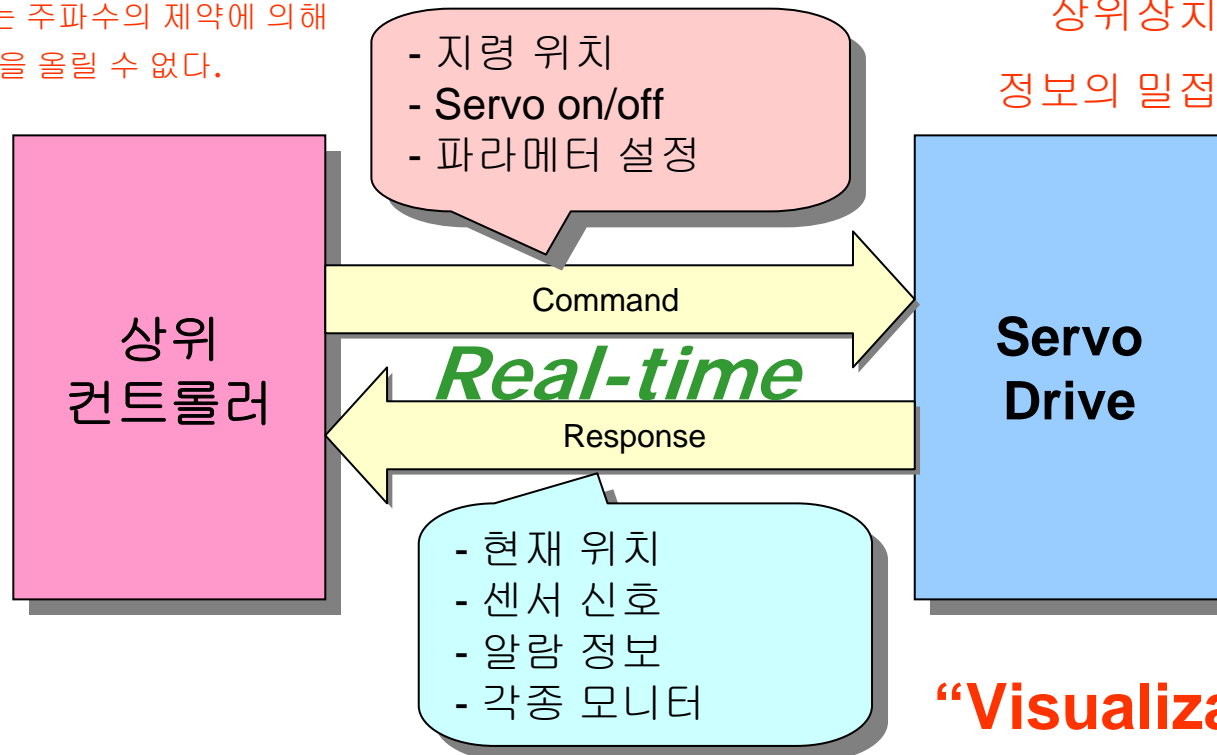 는 주파수의 제약에 의해
을 올릴 수 없다.
상위상지
정보의 밀접
- 지령 위치
- Servo on/off
- 파라메터 설정
Command
상위
컨트롤러
Real-time
Servo
Drive
Response
- 현재 위치
- 센서 신호
- 알람 정보
- 각종 모니터
“Visualiza